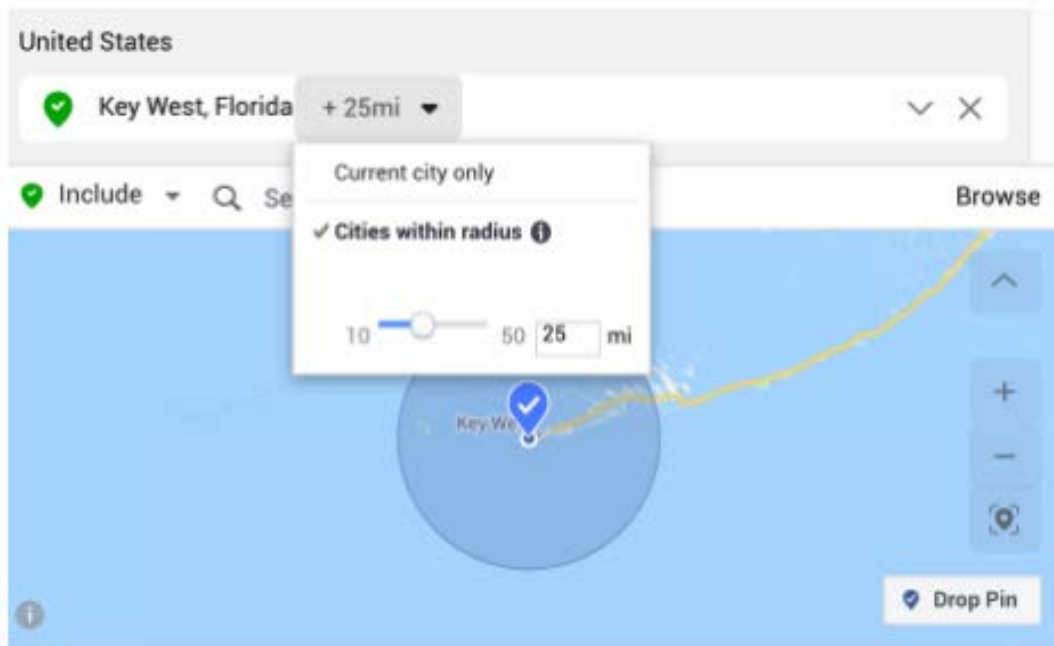 United States
Key West, Florida + 25mi
Current city only
Include Se Browse
Cities within radius
10 50 25 mi
Key We
Drop Pin